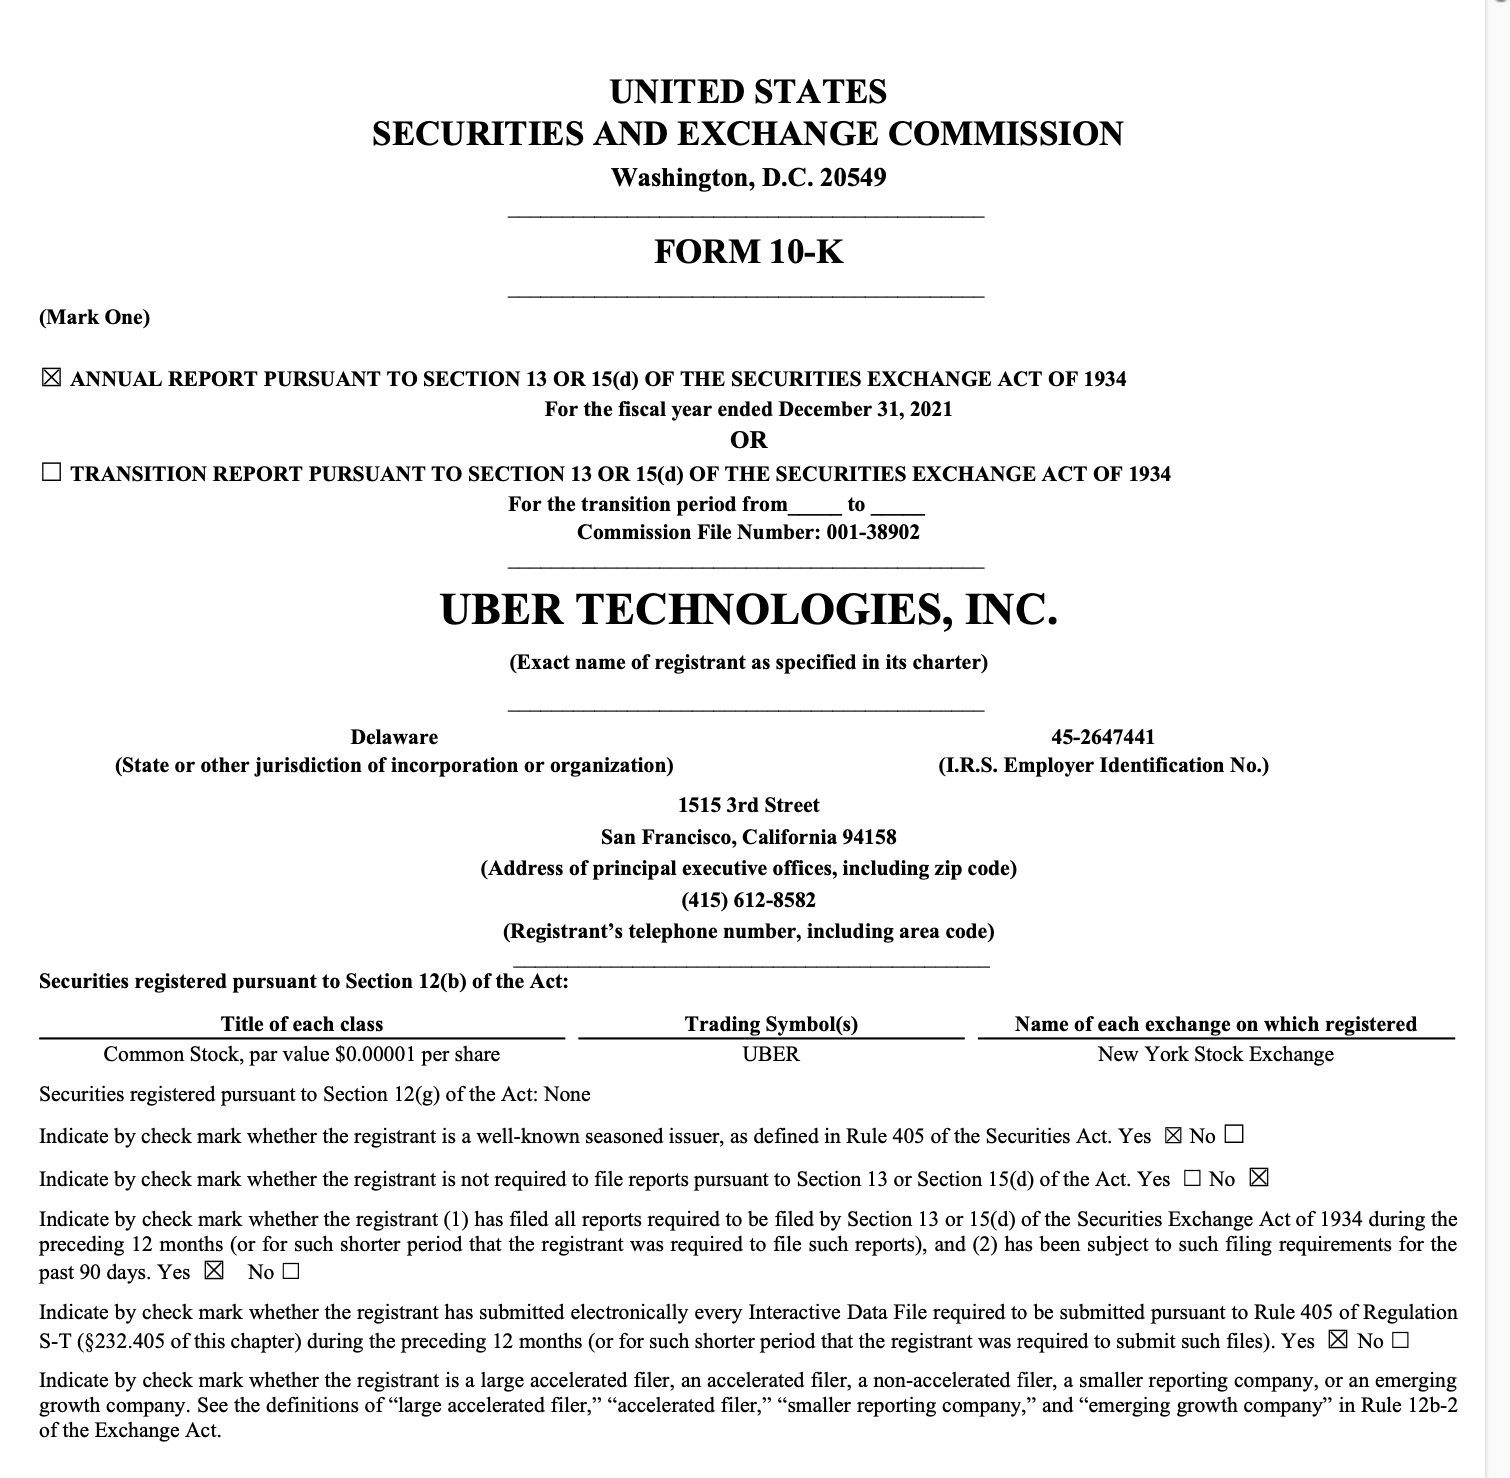 UNITED STATES
SECURITIES AND EXCHANGE COMMISSION
Washington, D.C. 20549
FORM 10-K
(Mark One)
☒ ANNUAL REPORT PURSUANT TO SECTION 13 OR 15(d) OF THE SECURITIES EXCHANGE ACT OF 1934
For the fiscal year ended December 31, 2021
OR
☐ TRANSITION REPORT PURSUANT TO SECTION 13 OR 15(d) OF THE SECURITIES EXCHANGE ACT OF 1934
For the transition period from_____ to _____
Commission File Number: 001-38902
UBER TECHNOLOGIES, INC.
(Exact name of registrant as specified in its charter)
Delaware 45-2647441
(State or other jurisdiction of incorporation or organization) (I.R.S. Employer Identification No.)
1515 3rd Street
San Francisco, California 94158
(Address of principal executive offices, including zip code)
(415) 612-8582
(Registrant’s telephone number, including area code)
Securities registered pursuant to Section 12(b) of the Act:
Title of each class Trading Symbol(s) Name of each exchange on which registered
Common Stock, par value $0.00001 per share UBER New York Stock Exchange
Securities registered pursuant to Section 12(g) of the Act: None
Indicate by check mark whether the registrant is a well-known seasoned issuer, as defined in Rule 405 of the Securities Act. Yes ☒ No ☐
Indicate by check mark whether the registrant is not required to file reports pursuant to Section 13 or Section 15(d) of the Act. Yes ☐ No ☒
Indicate by check mark whether the registrant (1) has filed all reports required to be filed by Section 13 or 15(d) of the Securities Exchange Act of 1934 during the
preceding 12 months (or for such shorter period that the registrant was required to file such reports), and (2) has been subject to such filing requirements for the
past 90 days. Yes ☒ No ☐
Indicate by check mark whether the registrant has submitted electronically every Interactive Data File required to be submitted pursuant to Rule 405 of Regulation
S-T (§232.405 of this chapter) during the preceding 12 months (or for such shorter period that the registrant was required to submit such files). Yes ☒ No ☐
Indicate by check mark whether the registrant is a large accelerated filer, an accelerated filer, a non-accelerated filer, a smaller reporting company, or an emerging
growth company. See the definitions of “large accelerated filer,” “accelerated filer,” “smaller reporting company,” and “emerging growth company” in Rule 12b-2
of the Exchange Act.